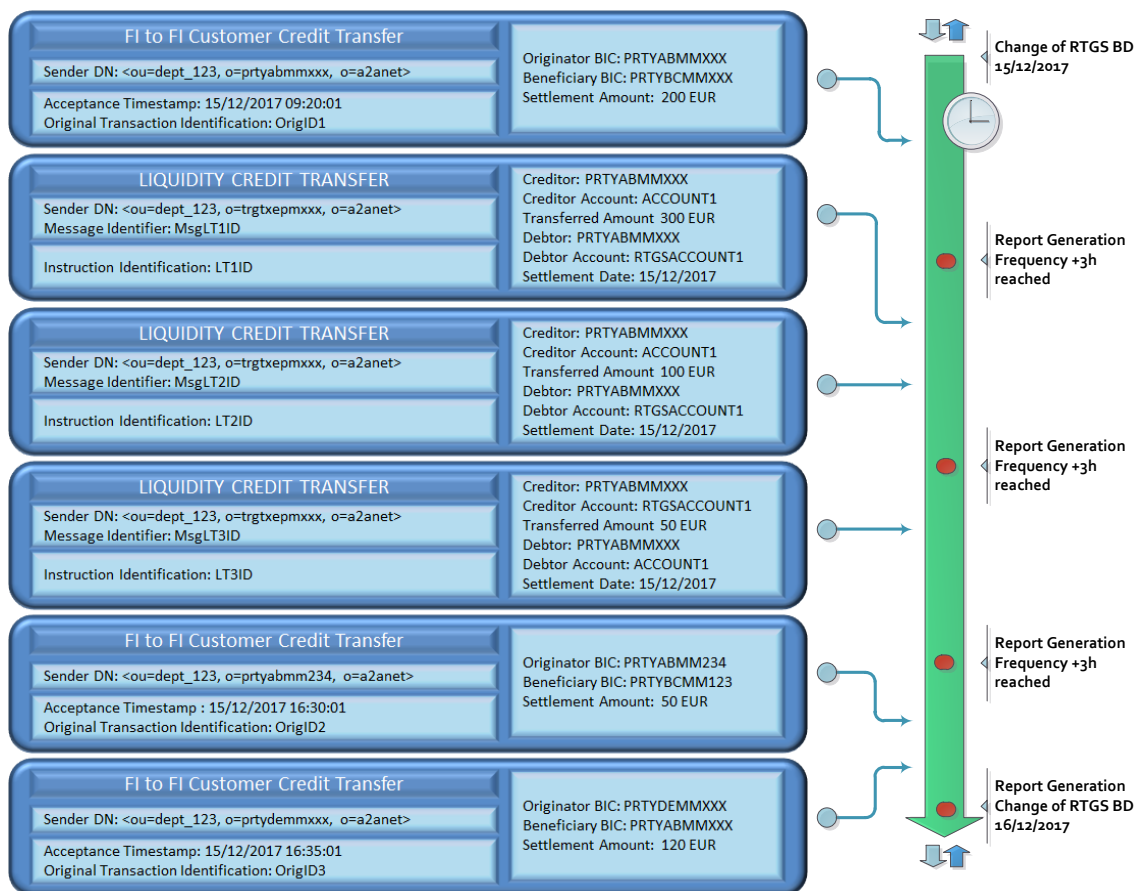 FI to FI Customer Credit Transfer
Sender DN: <ou=dept_123, o=prtyabmmxxx, o=a2anet>
Acceptance Timestamp: 15/12/2017 09:20:01
Original Transaction Identification: OrigID1
Originator BIC: PRTYABMMXXX
Beneficiary BIC: PRTYBCMMXXX
Settlement Amount: 200 EUR
Change of RTGS BD
15/12/2017
LIQUIDITY CREDIT TRANSFER
Sender DN: <ou=dept_123, o=trgtxepmxxx, o=a2anet>
Message Identifier: MsgLT1ID
Instruction Identification: LT1ID
Creditor: PRTYABMMXXX
Creditor Account: ACCOUNT1
Transferred Amount 300 EUR
Debtor: PRTYABMMXXX
Debtor Account: RTGSACCOUNT1
Settlement Date: 15/12/2017
Report Generation
Frequency +3h
reached
LIQUIDITY CREDIT TRANSFER
Sender DN: <ou=dept_123, o=trgtxepmxxx, o=a2anet>
Message Identifier: MsgLT2ID
Instruction Identification: LT2ID
Creditor: PRTYABMMXXX
Creditor Account: ACCOUNT1
Transferred Amount 100 EUR
Debtor: PRTYABMMXXX
Debtor Account: RTGSACCOUNT1
Settlement Date: 15/12/2017
Report Generation
Frequency +3h
reached
LIQUIDITY CREDIT TRANSFER
Sender DN: <ou=dept_123, o=trgtxepmxxx, o=a2anet>
Message Identifier: MsgLT3ID
Instruction Identification: LT3ID
Creditor: PRTYABMMXXX
Creditor Account: RTGSACCOUNT1
Transferred Amount 50 EUR
Debtor: PRTYABMMXXX
Debtor Account: ACCOUNT1
Settlement Date: 15/12/2017
FI to FI Customer Credit Transfer
Sender DN: <ou=dept_123, o=prtyabmm234, o=a2anet>
Acceptance Timestamp : 15/12/2017 16:30:01
Original Transaction Identification: OrigID2
Originator BIC: PRTYABMM234
Beneficiary BIC: PRTYBCMM123
Settlement Amount: 50 EUR
Report Generation
Frequency +3h
reached
FI to FI Customer Credit Transfer
Sender DN: <ou=dept_123, o=prtydemmxxx, o=a2anet>
Acceptance Timestamp: 15/12/2017 16:35:01
Original Transaction Identification: OrigID3
Originator BIC: PRTYDEMMXXX
Beneficiary BIC: PRTYABMMXXX
Settlement Amount: 120 EUR
Report Generation
Change of RTGS BD
16/12/2017